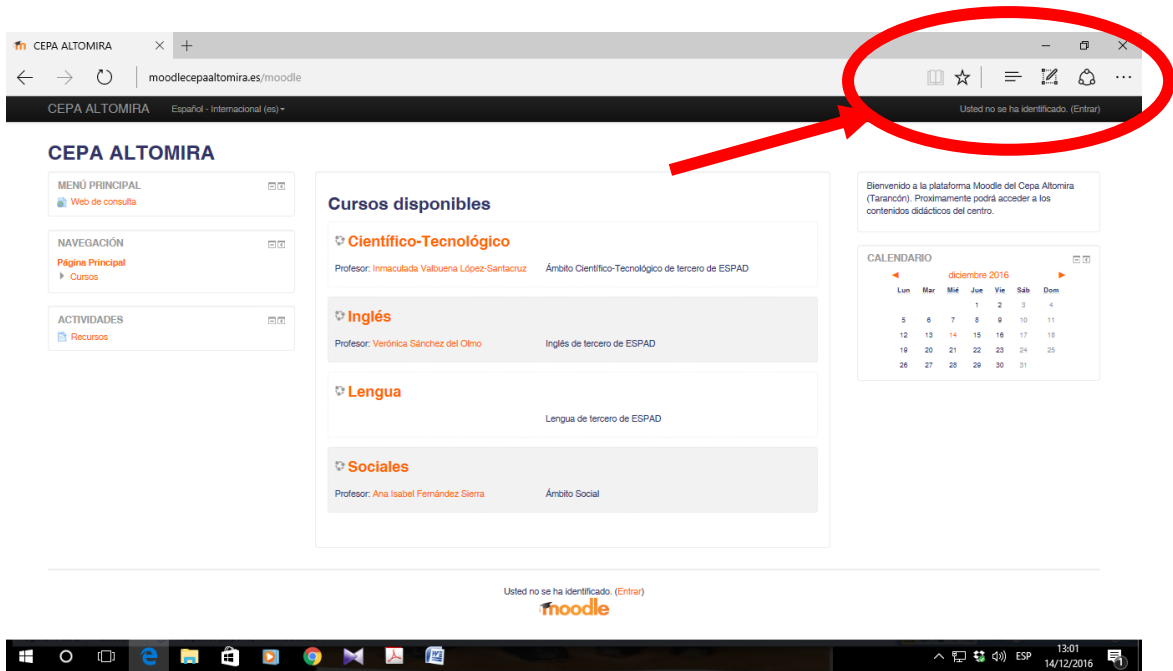 CEPA ALTOMIRA
moodlecepaaltomira.es/moodle
CEPA ALTOMIRA Español - Internacional (es)
Usted no se ha identificado. (Entrar)
CEPA ALTOMIRA
MENÚ PRINCIPAL
Web de consulta
NAVEGACIÓN
Página Principal
Cursos
ACTIVIDADES
Recursos
Cursos disponibles
Científico-Tecnológico
Profesor: Inmaculada Valbuena López-Santacruz Ámbito Científico-Tecnológico de tercero de ESPAD
Inglés
Profesor: Verónica Sánchez del Olmo Inglés de tercero de ESPAD
Lengua
Lengua de tercero de ESPAD
Sociales
Profesor: Ana Isabel Fernández Sierra Ámbito Social
Bienvenido a la plataforma Moodle del Cepa Altomira
(Tarancón). Proximamente podrá acceder a los
contenidos didácticos del centro.
CALENDARIO
diciembre 2016
Lun Mar Mié Jue Vie Sáb Dom
1 2 3 4
5 6 7 8 9 10 11
12 13 14 15 16 17 18
19 20 21 22 23 24 25
26 27 28 29 30 31
Usted no se ha identificado. (Entrar)
moodle
ESP
13:01
14/12/2016